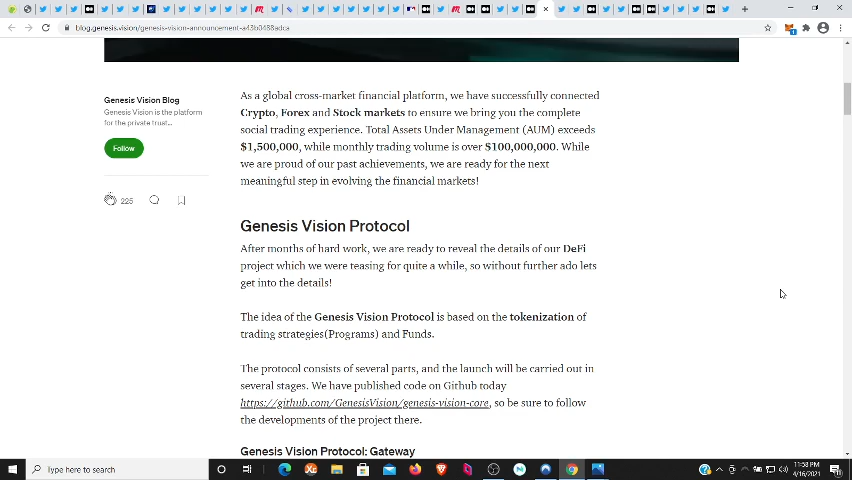 blog.genesis.vision/genesis-vision-announcement-a43b0488adca
As a global cross-market financial platform, we have successfully connected
Genesis Vision Blog
Crypto, Forex and Stock markets to ensure we bring you the complete
Genesis Vision is the platform
for the private trust...
social trading experience. Total Assets Under Management (AUM) exceeds
Follow
$1,500,000, while monthly trading volume is over $100,000,000. While
we are proud of our past achievements, we are ready for the next
meaningful step in evolving the financial markets!
225
Genesis Vision Protocol
After months of hard work, we are ready to reveal the details of our DeFi
project which we were teasing for quite a while, so without further ado lets
get into the details!
The idea of the Genesis Vision Protocol is based on the tokenization of
trading strategies(Programs) and Funds.
The protocol consists of several parts, and the launch will be carried out in
several stages. We have published code on Github today
https://github.com/GenesisVision/genesis-vision-core, so be sure to follow
the developments of the project there.
Genesis Vision Protocol: Gateway
Type here to search
11:58 PM
4/16/2021